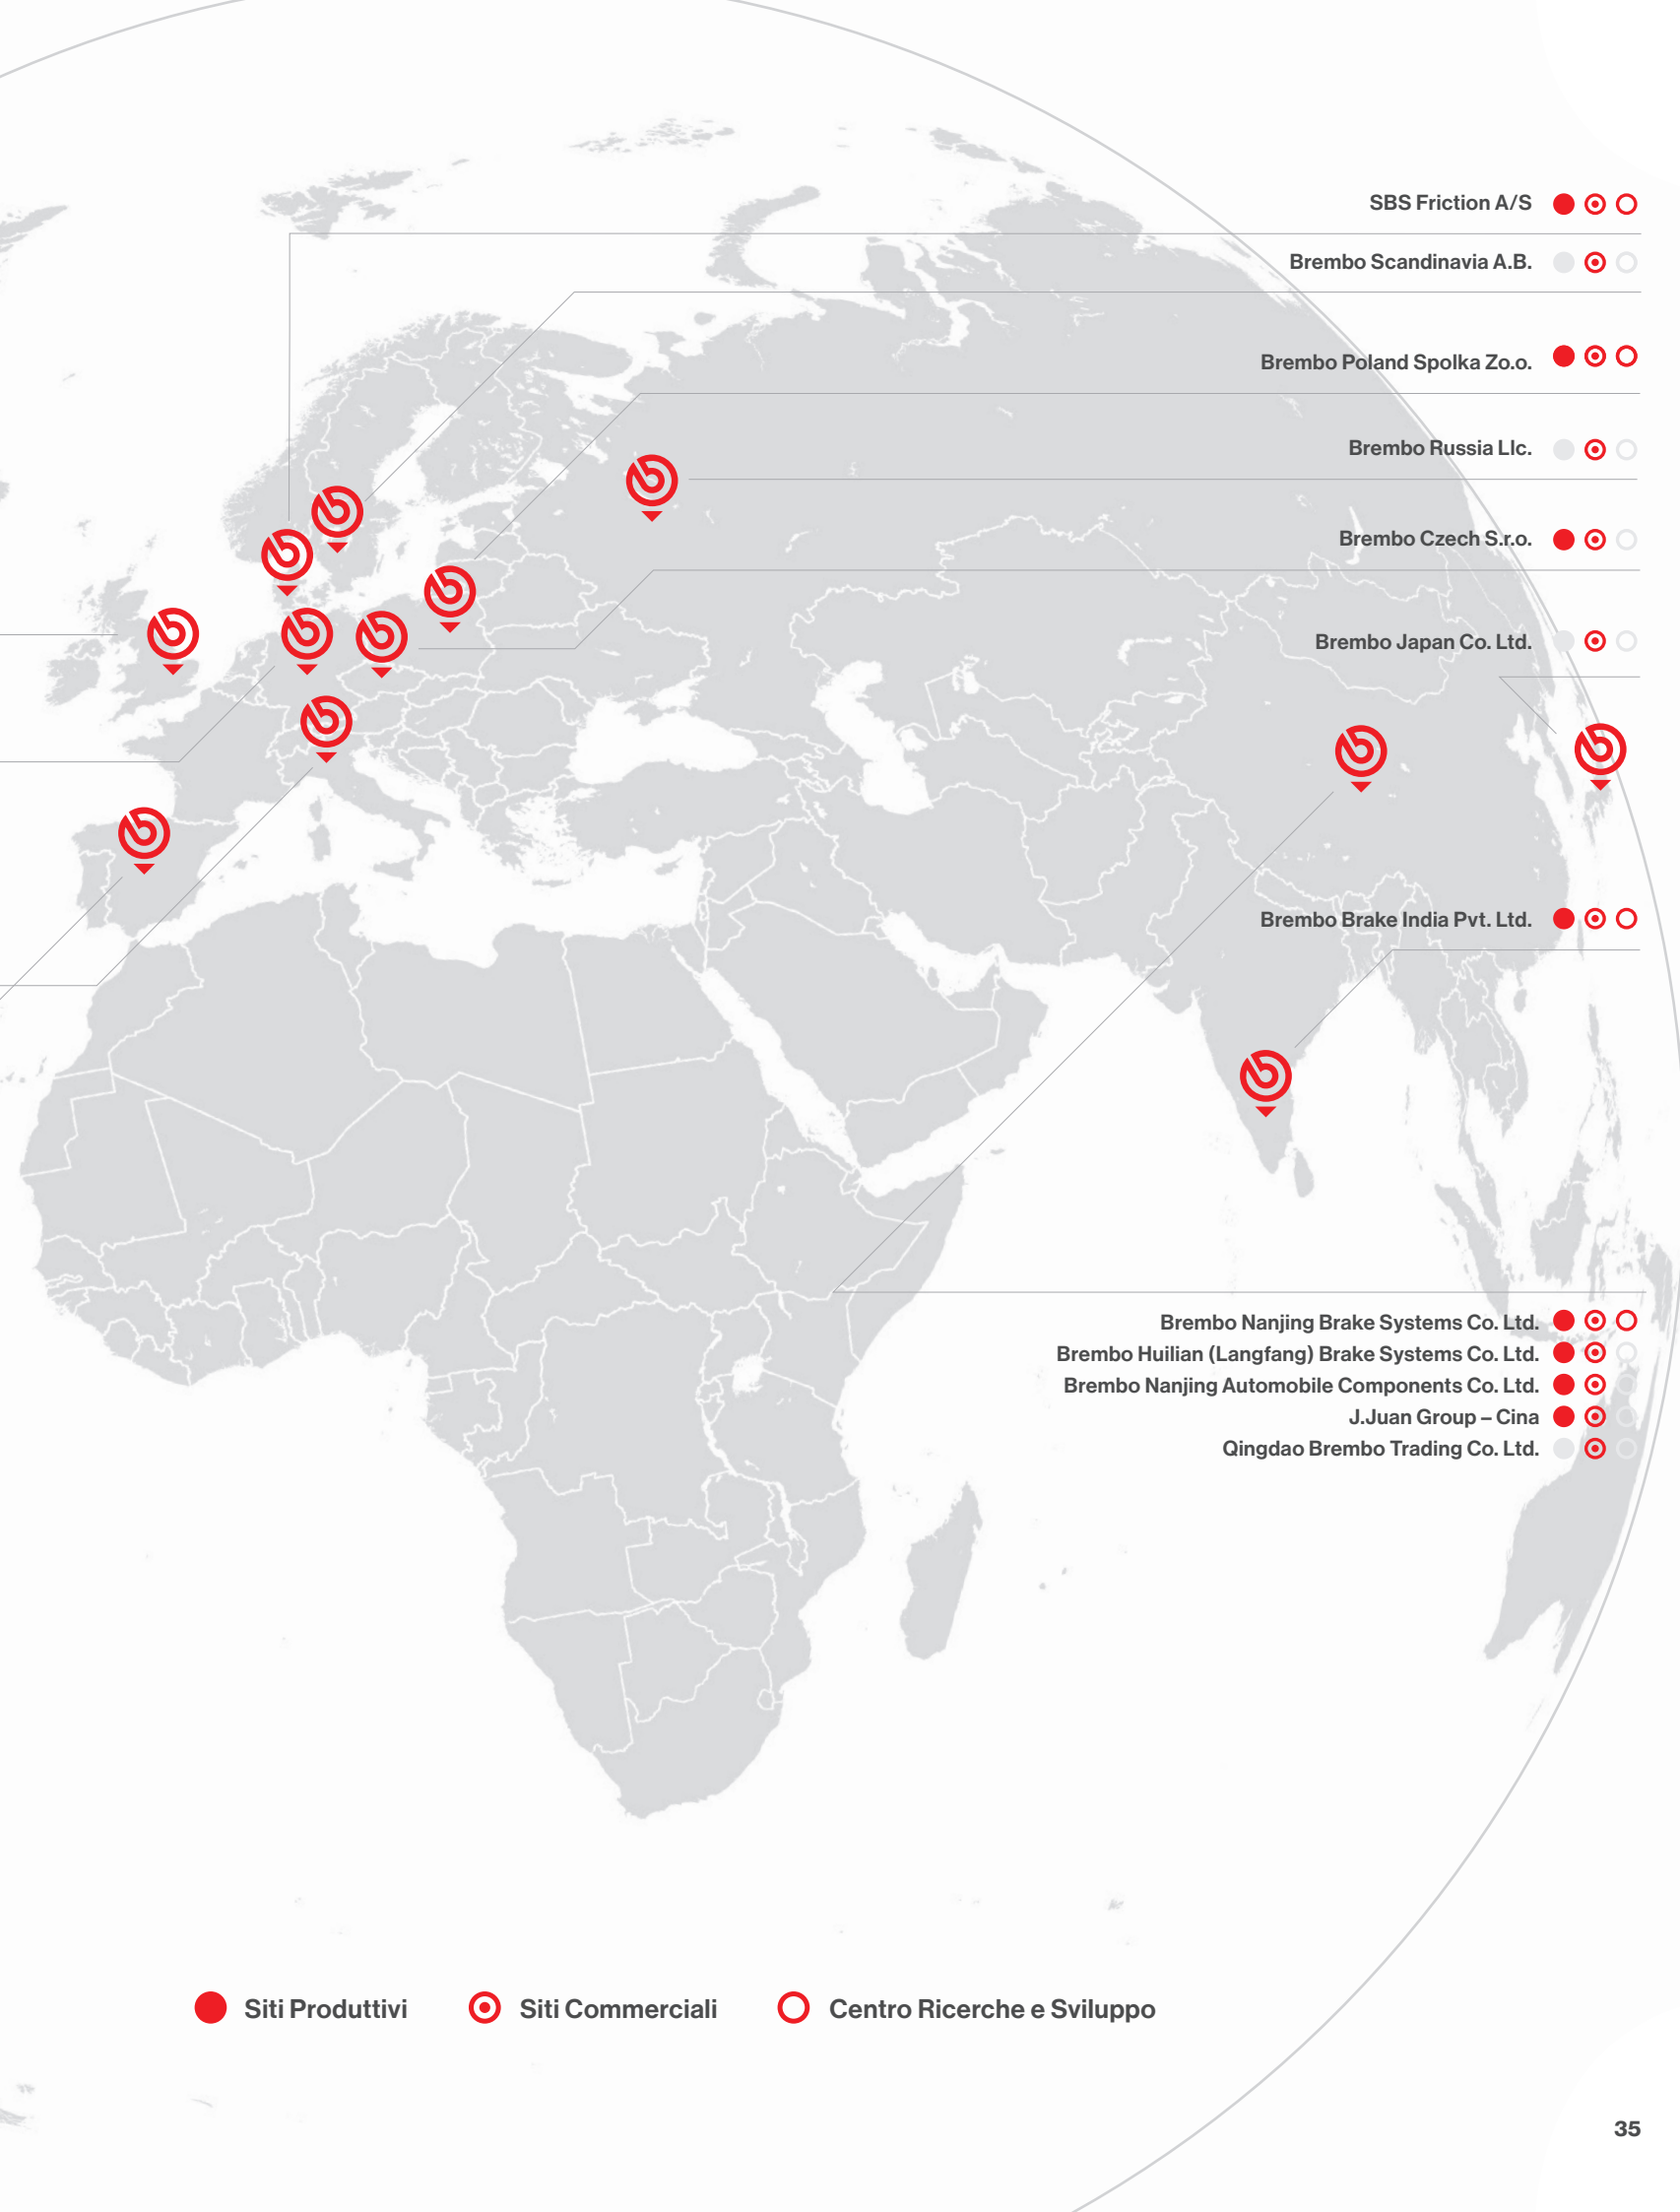 SBS Friction A/S
Brembo Scandinavia A.B.
Brembo Poland Spolka Zo.o.
Brembo Russia Llc.
Brembo Czech S.r.o.
Brembo Japan Co. Ltd.
Brembo Brake India Pvt. Ltd.
Brembo Nanjing Brake Systems Co. Ltd.
Brembo Huilian (Langfang) Brake Systems Co. Ltd.
Brembo Nanjing Automobile Components Co. Ltd.
J.Juan Group – Cina
Qingdao Brembo Trading Co. Ltd.
Siti Produttivi
Siti Commerciali
Centro Ricerche e Sviluppo
35